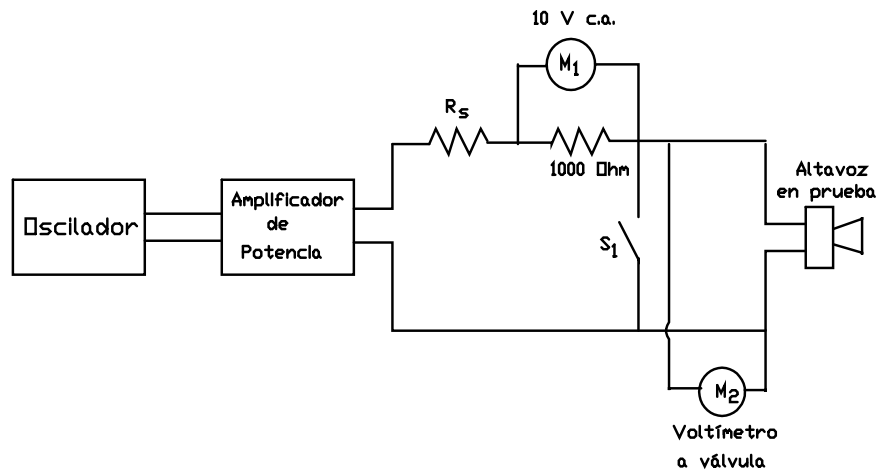 10 V c.a.
M1
Rs
1000 Ohm
Altavoz
en prueba
Oscilador
Amplificador
de
Potencia
S1
M2
Voltímetro
a válvula